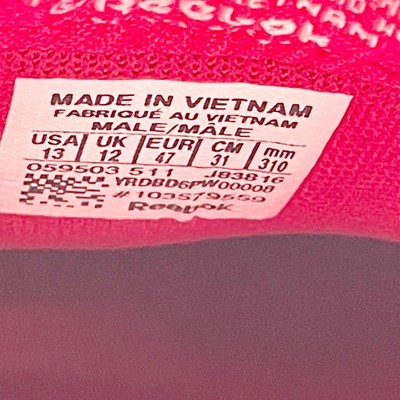 Reebok
MADE IN VIETNAM
FABRIQUÉ AU VIETNAM
MALE/MÂLE
USA UK EUR CM mm
13 12 47 31 310
059503 511 J83816
YRDBD6PW00008
#103579559
Reebok